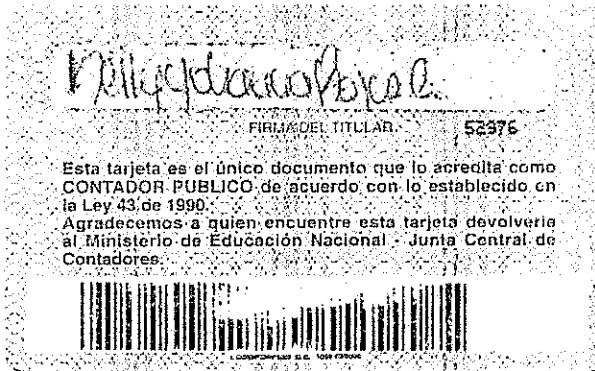 FIRMA DEL TITULAR 52976
Esta tarjeta es el único documento que lo acredita como
CONTADOR PUBLICO de acuerdo con lo establecido en
la Ley 43 de 1990.
Agradecemos a quien encuentre esta tarjeta devolverla
al Ministerio de Educación Nacional - Junta Central de
Contadores.